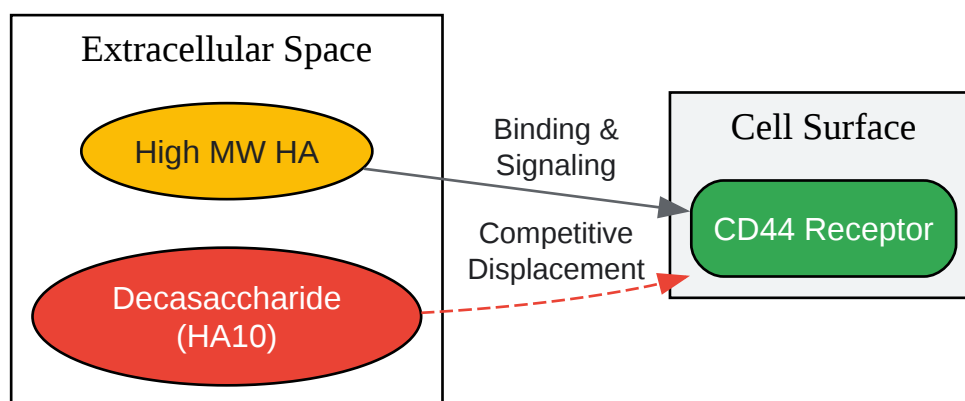 Extracellular Space
High MW HA
Decasaccharide
(HA10)
Binding &
Signaling
Competitive
Displacement
Cell Surface
CD44 Receptor